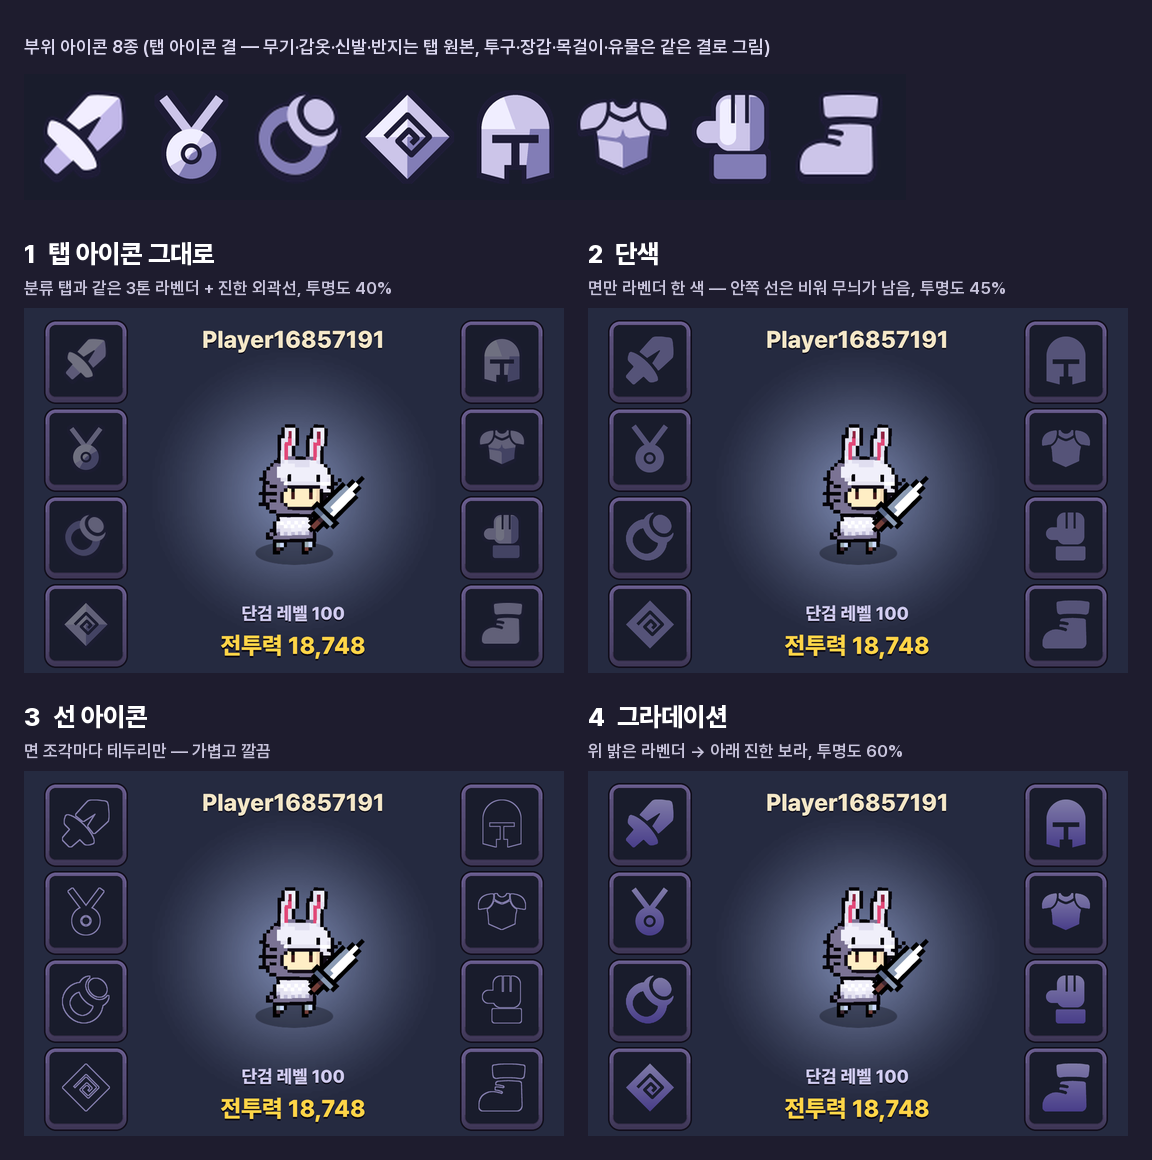 부위 아이콘 8종 (탭 아이콘 결 — 무기·갑옷·신발·반지는 탭 원본, 투구·장갑·목걸이·유물은 같은 결로 그림)
1 탭 아이콘 그대로
분류 탭과 같은 3톤 라벤더 + 진한 외곽선, 투명도 40%
Player16857191
단검 레벨 100
전투력 18,748
2 단색
면만 라벤더 한 색 — 안쪽 선은 비워 무늬가 남음, 투명도 45%
Player16857191
단검 레벨 100
전투력 18,748
3 선 아이콘
면 조각마다 테두리만 — 가볍고 깔끔
Player16857191
단검 레벨 100
전투력 18,748
4 그라데이션
위 밝은 라벤더 → 아래 진한 보라, 투명도 60%
Player16857191
단검 레벨 100
전투력 18,748